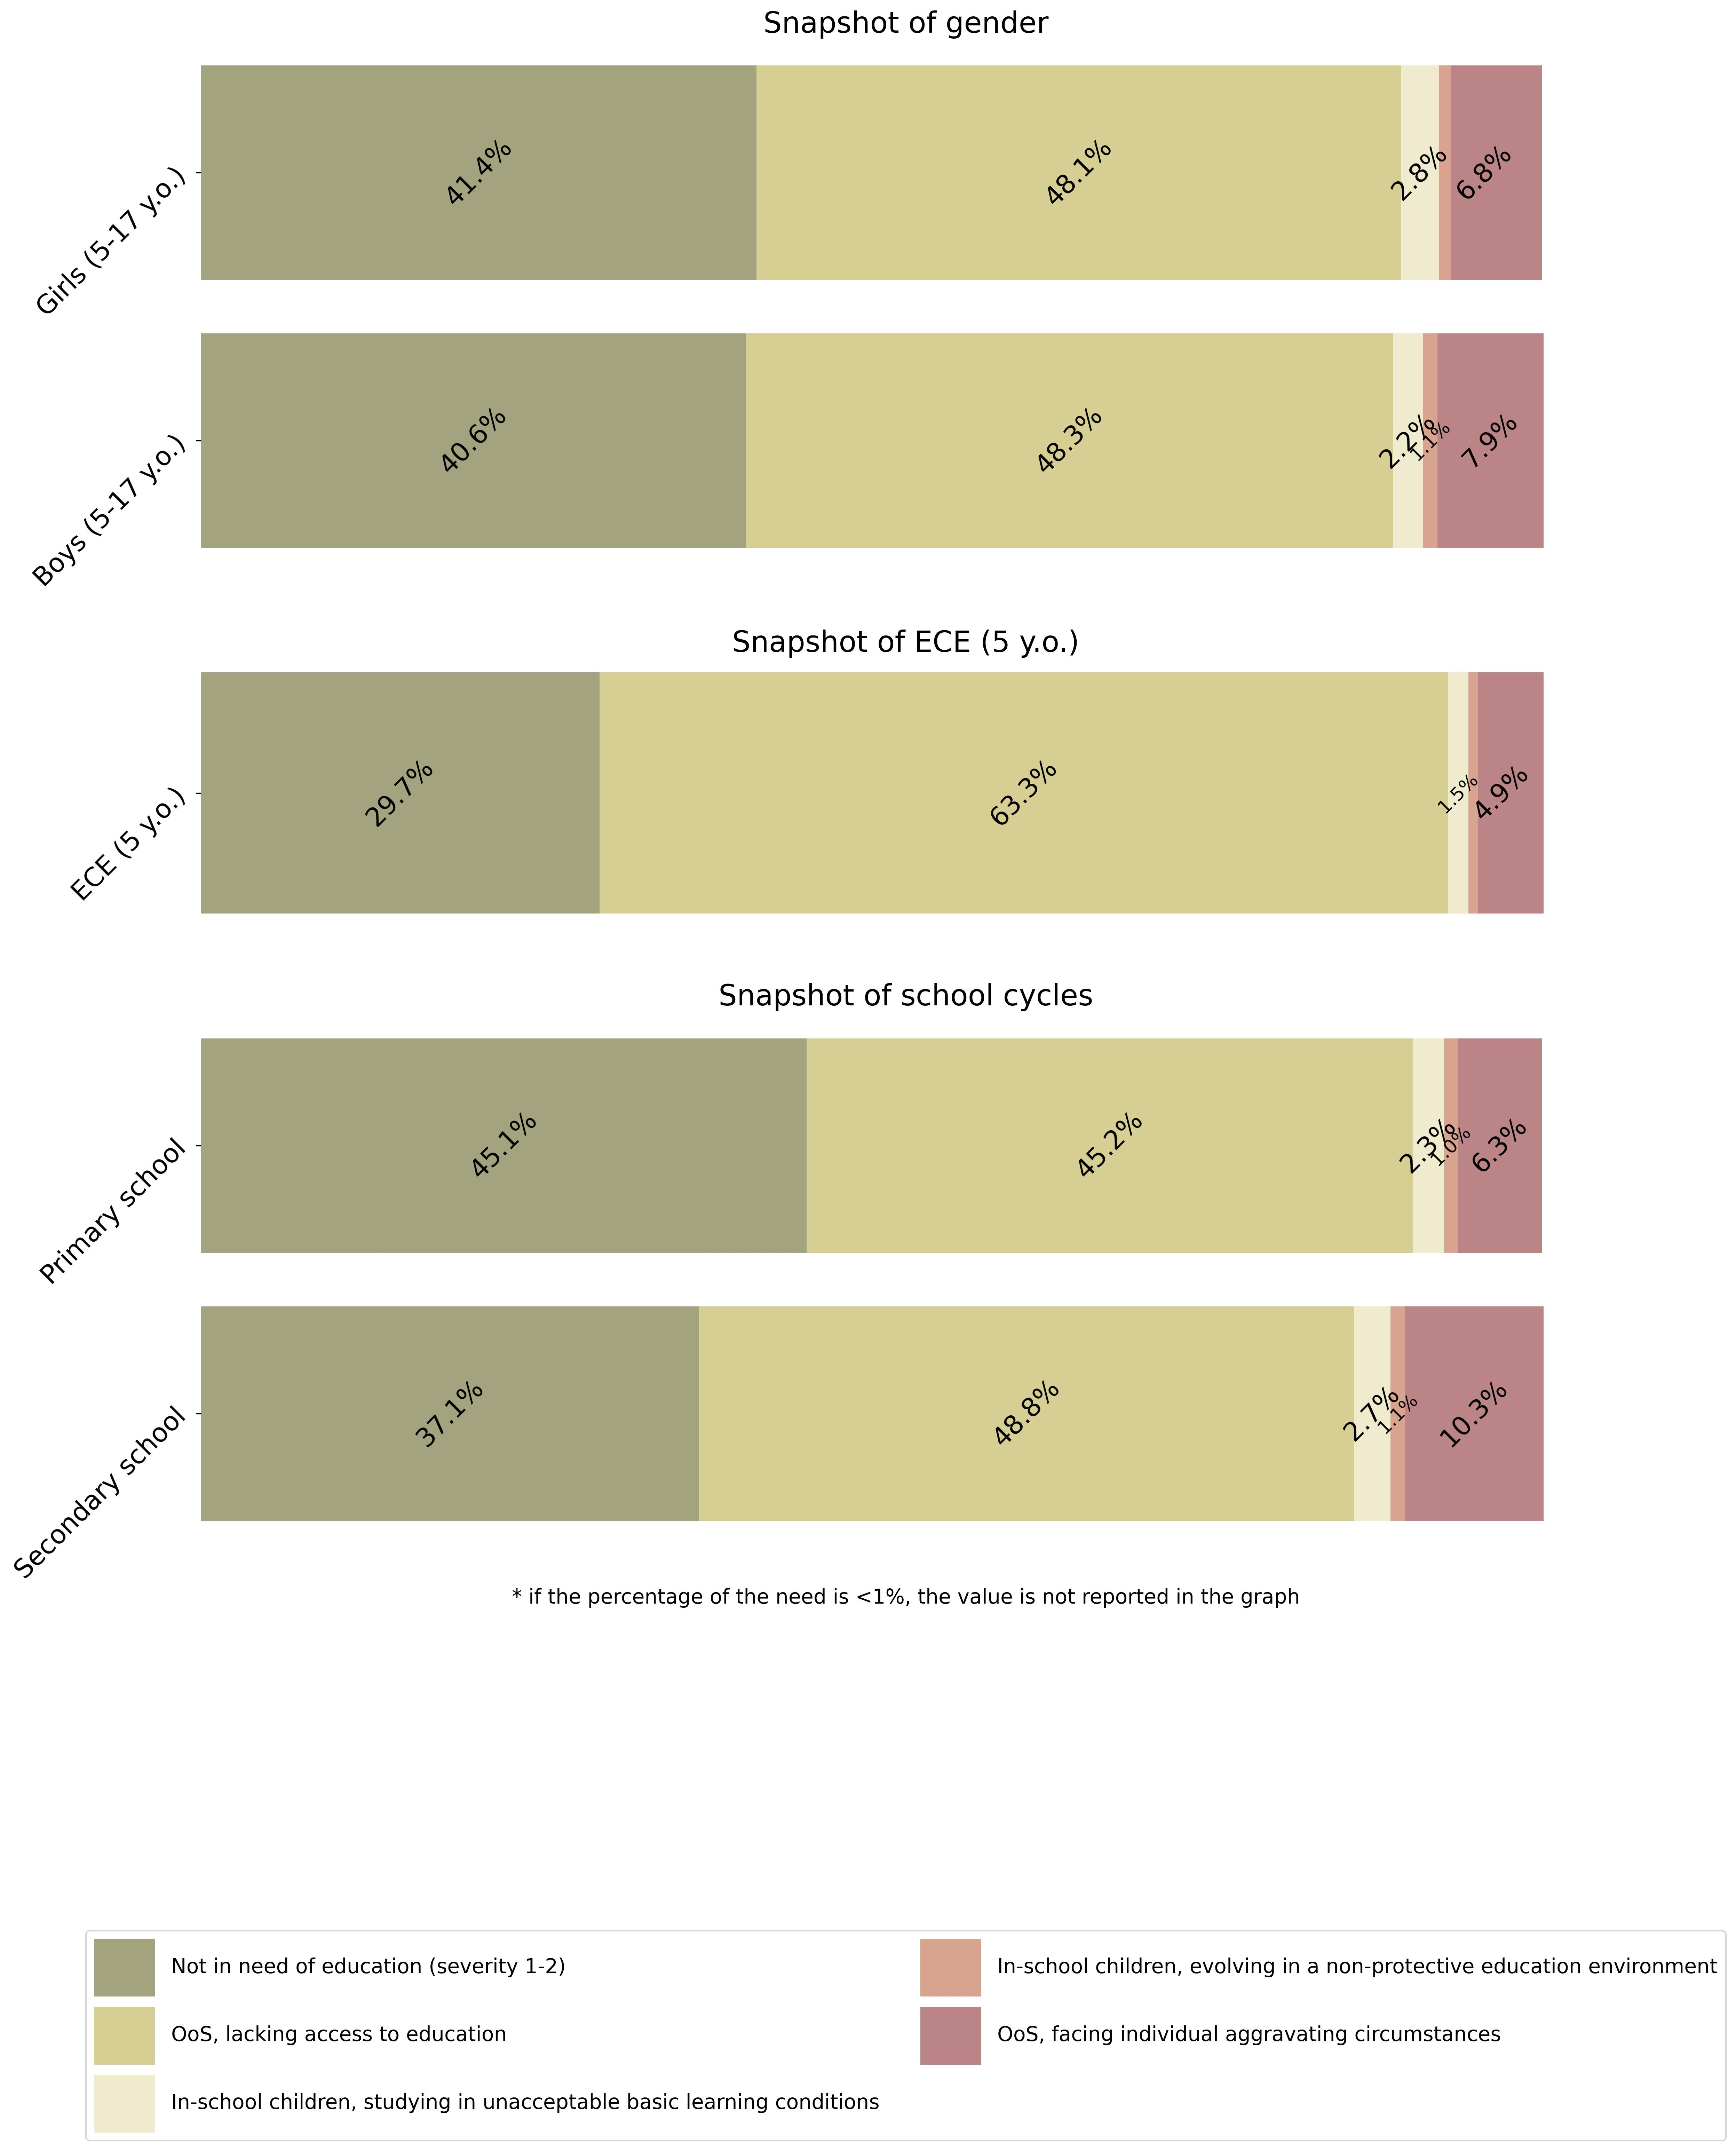 Snapshot of gender
Girls (5-17 y.o.)
41.4%
48.1%
2.8%
6.8%
Boys (5-17 y.o.)
40.6%
48.3%
2.2%
1.1%
7.9%
Snapshot of ECE (5 y.o.)
ECE (5 y.o.)
29.7%
63.3%
1.5%
4.9%
Snapshot of school cycles
Primary school
45.1%
45.2%
2.3%
1.0%
6.3%
Secondary school
37.1%
48.8%
2.7%
1.1%
10.3%
* if the percentage of the need is <1%, the value is not reported in the graph
Not in need of education (severity 1-2)
OoS, lacking access to education
In-school children, studying in unacceptable basic learning conditions
In-school children, evolving in a non-protective education environment
OoS, facing individual aggravating circumstances